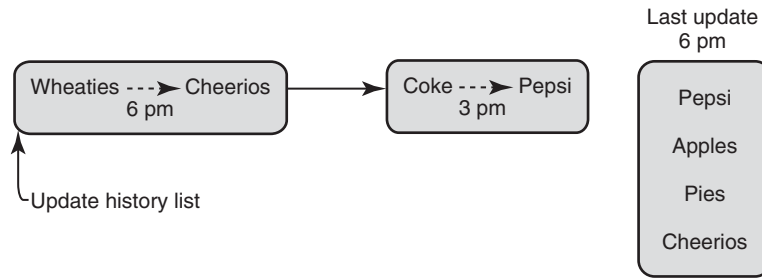 Last update
6 pm
Wheaties Cheerios
6 pm
Coke Pepsi
3 pm
Update history list
Pepsi
Apples
Pies
Cheerios